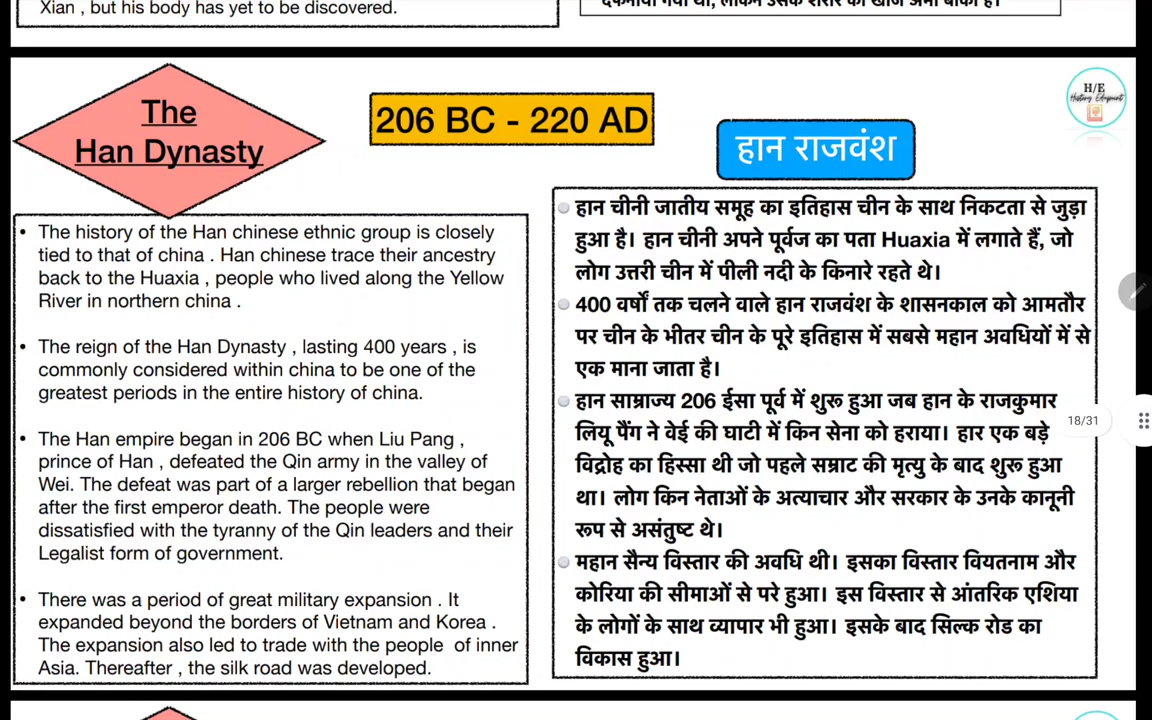 Xian , but his body has yet to be discovered.
दफनाया गया था, लेकिन उसके शरीर की खोज अभी बाकी है।
The
Han Dynasty
206 BC - 220 AD
हान राजवंश
H/E
History Edupoint
• The history of the Han chinese ethnic group is closely
tied to that of china . Han chinese trace their ancestry
back to the Huaxia , people who lived along the Yellow
River in northern china .
• The reign of the Han Dynasty , lasting 400 years , is
commonly considered within china to be one of the
greatest periods in the entire history of china.
• The Han empire began in 206 BC when Liu Pang ,
prince of Han , defeated the Qin army in the valley of
Wei. The defeat was part of a larger rebellion that began
after the first emperor death. The people were
dissatisfied with the tyranny of the Qin leaders and their
Legalist form of government.
• There was a period of great military expansion . It
expanded beyond the borders of Vietnam and Korea .
The expansion also led to trade with the people of inner
Asia. Thereafter , the silk road was developed.
हान चीनी जातीय समूह का इतिहास चीन के साथ निकटता से जुड़ा
हुआ है। हान चीनी अपने पूर्वज का पता Huaxia में लगाते हैं, जो
लोग उत्तरी चीन में पीली नदी के किनारे रहते थे।
400 वर्षों तक चलने वाले हान राजवंश के शासनकाल को आमतौर
पर चीन के भीतर चीन के पूरे इतिहास में सबसे महान अवधियों में से
एक माना जाता है।
हान साम्राज्य 206 ईसा पूर्व में शुरू हुआ जब हान के राजकुमार
लियू पैंग ने वेई की घाटी में किन सेना को हराया। हार एक बड़े
विद्रोह का हिस्सा थी जो पहले सम्राट की मृत्यु के बाद शुरू हुआ
था। लोग किन नेताओं के अत्याचार और सरकार के उनके कानूनी
रूप से असंतुष्ट थे।
महान सैन्य विस्तार की अवधि थी। इसका विस्तार वियतनाम और
कोरिया की सीमाओं से परे हुआ। इस विस्तार से आंतरिक एशिया
के लोगों के साथ व्यापार भी हुआ। इसके बाद सिल्क रोड का
विकास हुआ।
18/31